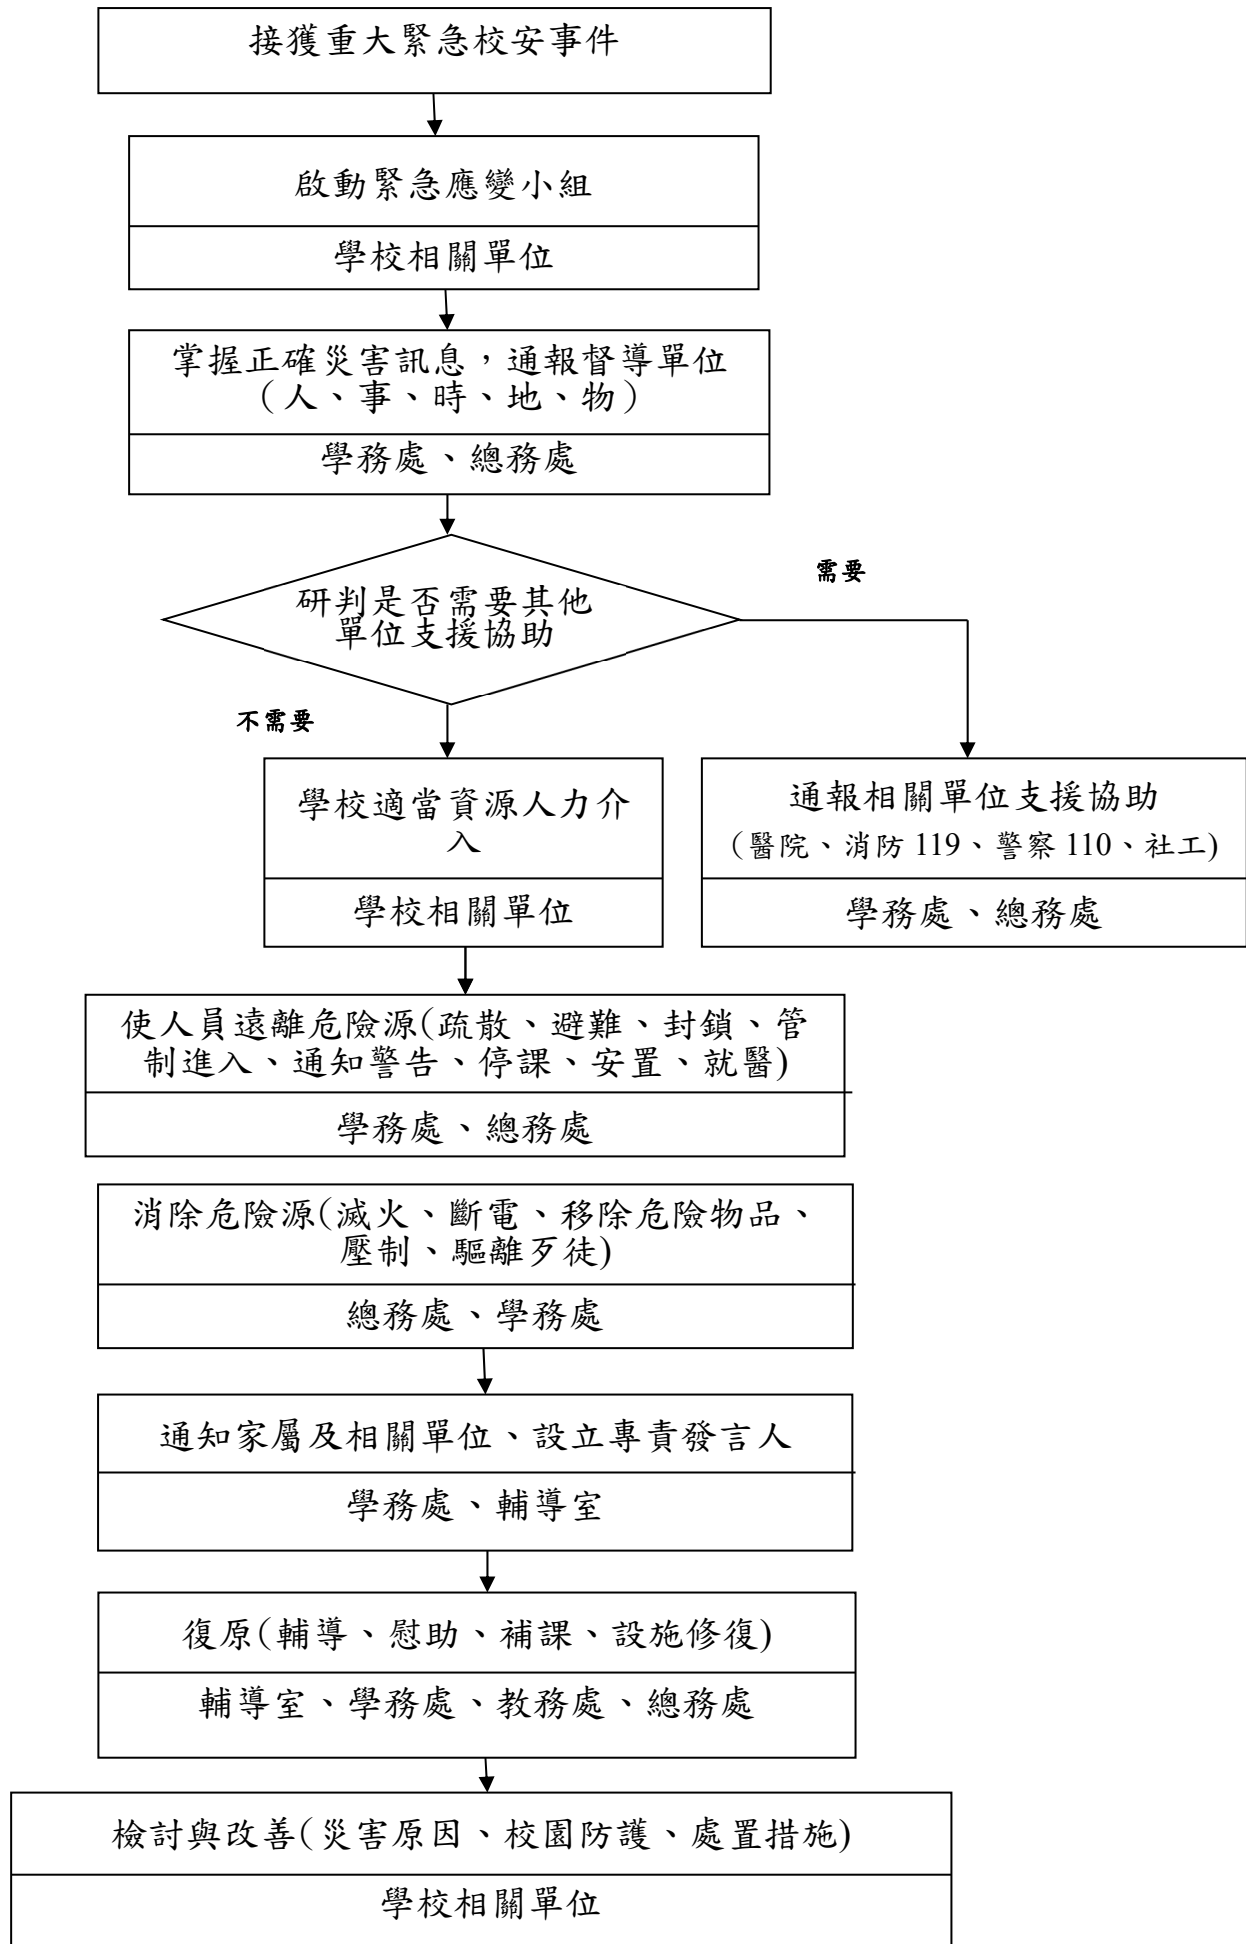 接獲重大緊急校安事件
啟動緊急應變小組
學校相關單位
掌握正確災害訊息，通報督導單位
（人、事、時、地、物）
學務處、總務處
研判是否需要其他
單位支援協助
需要
不需要
學校適當資源人力介
入
學校相關單位
通報相關單位支援協助
（醫院、消防 119、警察 110、社工)
學務處、總務處
使人員遠離危險源(疏散、避難、封鎖、管
制進入、通知警告、停課、安置、就醫)
學務處、總務處
消除危險源(滅火、斷電、移除危險物品、
壓制、驅離歹徒)
總務處、學務處
通知家屬及相關單位、設立專責發言人
學務處、輔導室
復原(輔導、慰助、補課、設施修復)
輔導室、學務處、教務處、總務處
檢討與改善(災害原因、校園防護、處置措施)
學校相關單位